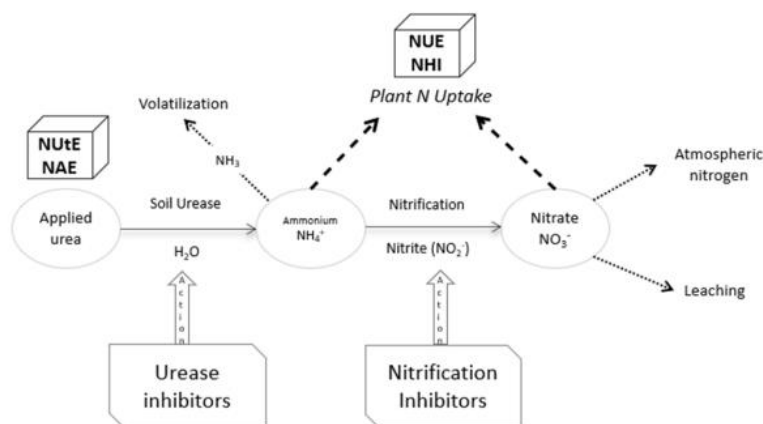 NUE
NHI
Plant N Uptake
Volatilization
NUtE
NAE
NH₃
Atmospheric
nitrogen
Applied
urea
Soil Urease
H₂O
Ammonium
NH₄⁺
Nitrification
Nitrite (NO₂⁻)
Nitrate
NO₃⁻
Leaching
Action
Action
Urease
inhibitors
Nitrification
Inhibitors